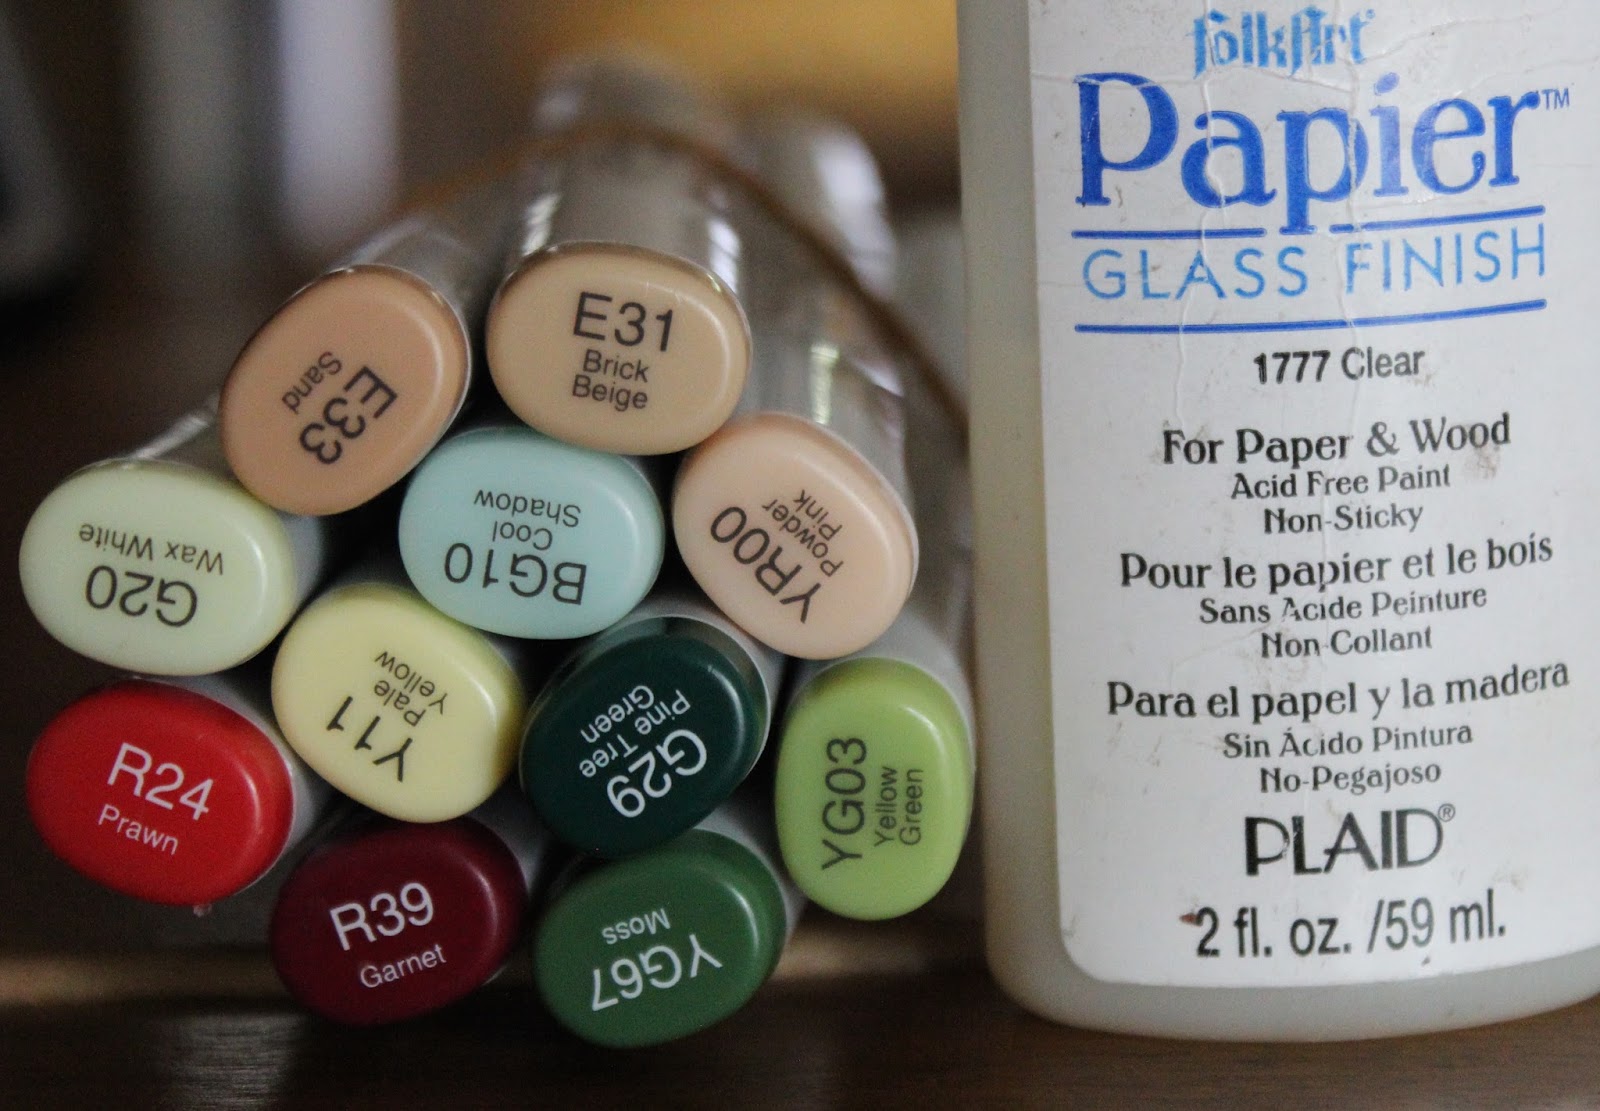 E31
Brick
Beige
E33
Sand
YR00
Powder
Pink
BG10
Cool
Shadow
G20
Wax White
Y11
Pale
Yellow
G29
Pine Tree
Green
YG03
Yellow
Green
R24
Prawn
R39
Garnet
YG67
Moss
FolkArt
Papier™
GLASS FINISH
1777 Clear
For Paper & Wood
Acid Free Paint
Non-Sticky
Pour le papier et le bois
Sans Acide Peinture
Non-Collant
Para el papel y la madera
Sin Ácido Pintura
No-Pegajoso
PLAID®
2 fl. oz. /59 ml.